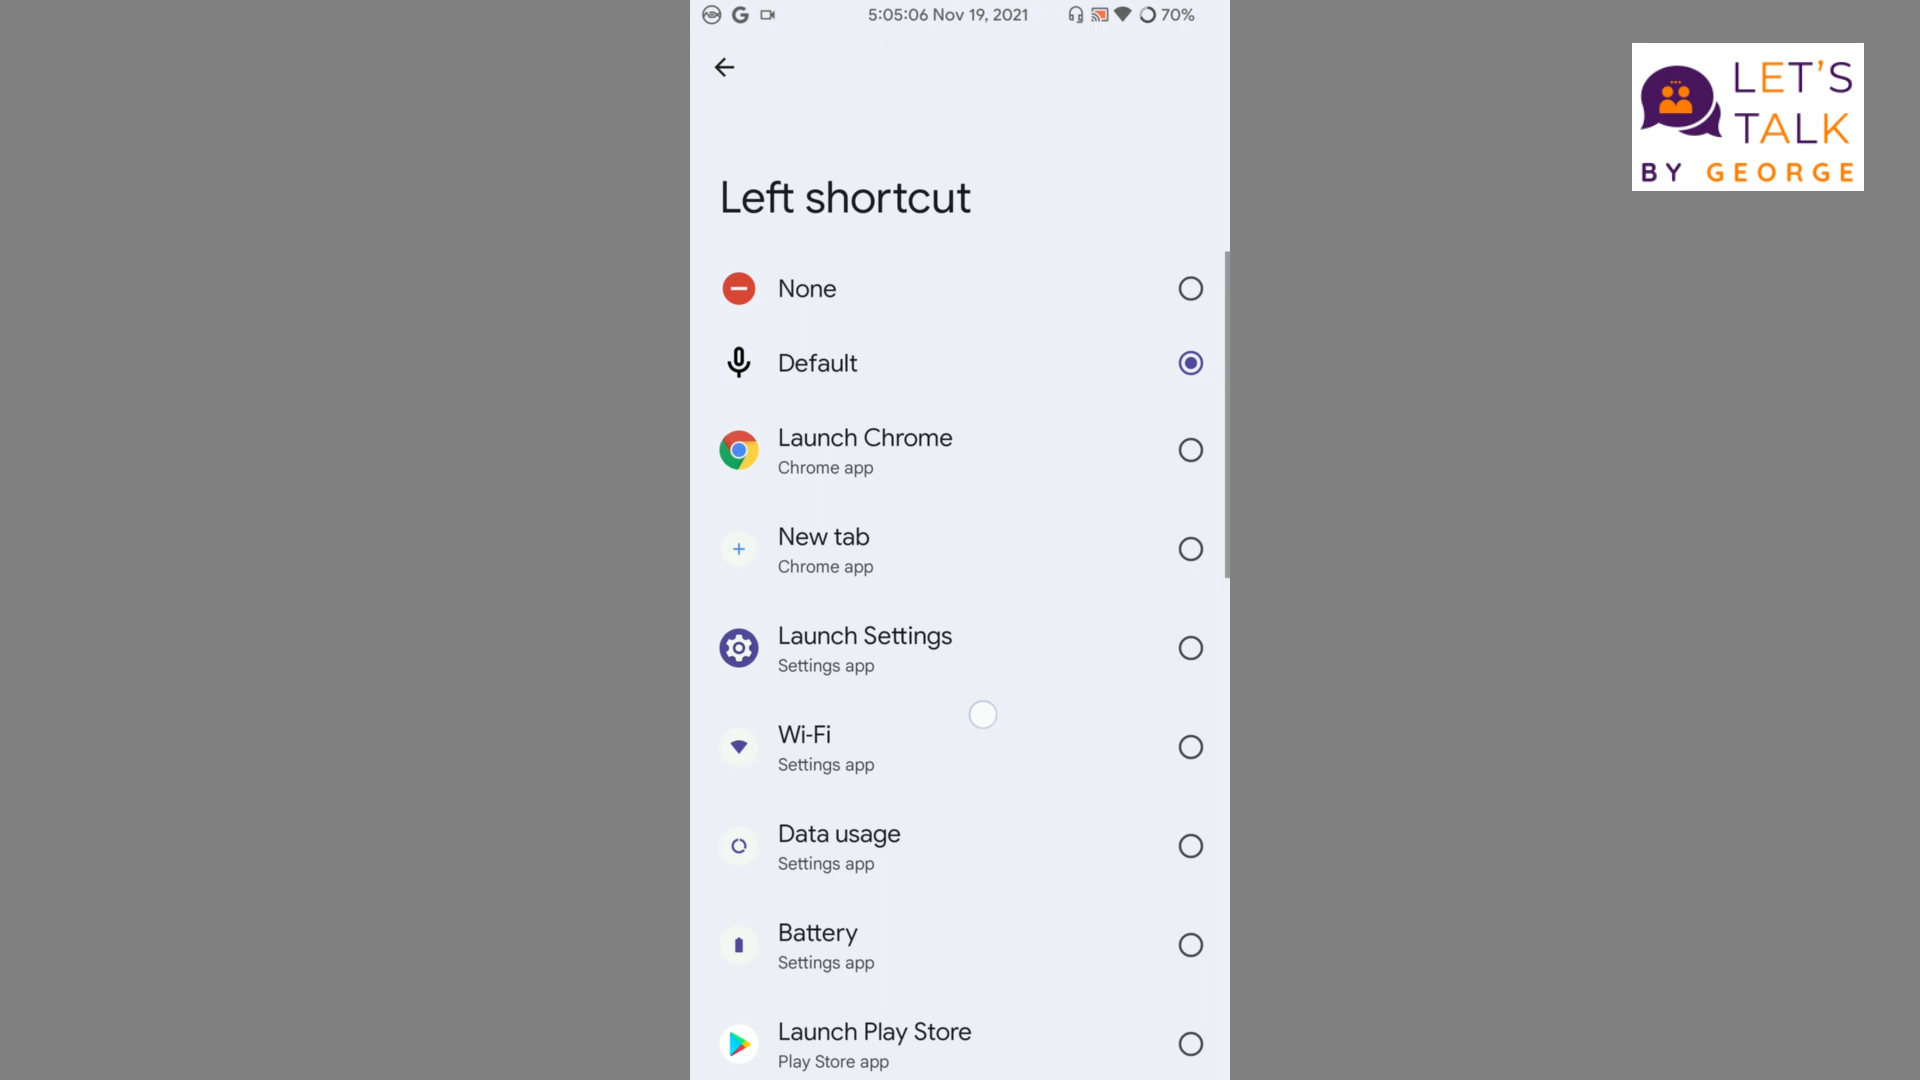 5:05:06 Nov 19, 2021
70%
LET'S
TALK
BY GEORGE
Left shortcut
None
Default
Launch Chrome
Chrome app
New tab
Chrome app
Launch Settings
Settings app
Wi-Fi
Settings app
Data usage
Settings app
Battery
Settings app
Launch Play Store
Play Store app